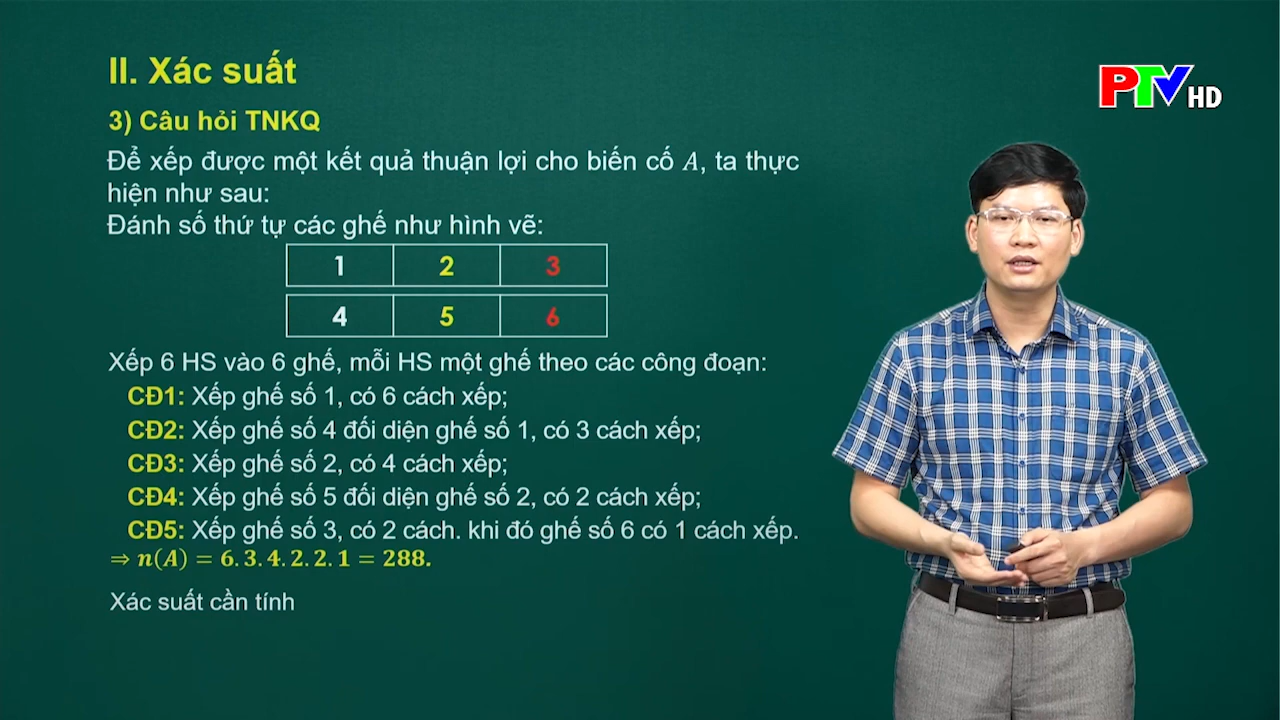 II. Xác suất
PTV HD
3) Câu hỏi TNKQ
Để xếp được một kết quả thuận lợi cho biến cố A, ta thực
hiện như sau:
Đánh số thứ tự các ghế như hình vẽ:
1 2 3
4 5 6
Xếp 6 HS vào 6 ghế, mỗi HS một ghế theo các công đoạn:
CĐ1: Xếp ghế số 1, có 6 cách xếp;
CĐ2: Xếp ghế số 4 đối diện ghế số 1, có 3 cách xếp;
CĐ3: Xếp ghế số 2, có 4 cách xếp;
CĐ4: Xếp ghế số 5 đối diện ghế số 2, có 2 cách xếp;
CĐ5: Xếp ghế số 3, có 2 cách. khi đó ghế số 6 có 1 cách xếp.
⇒ n(A) = 6.3.4.2.2.1 = 288.
Xác suất cần tính